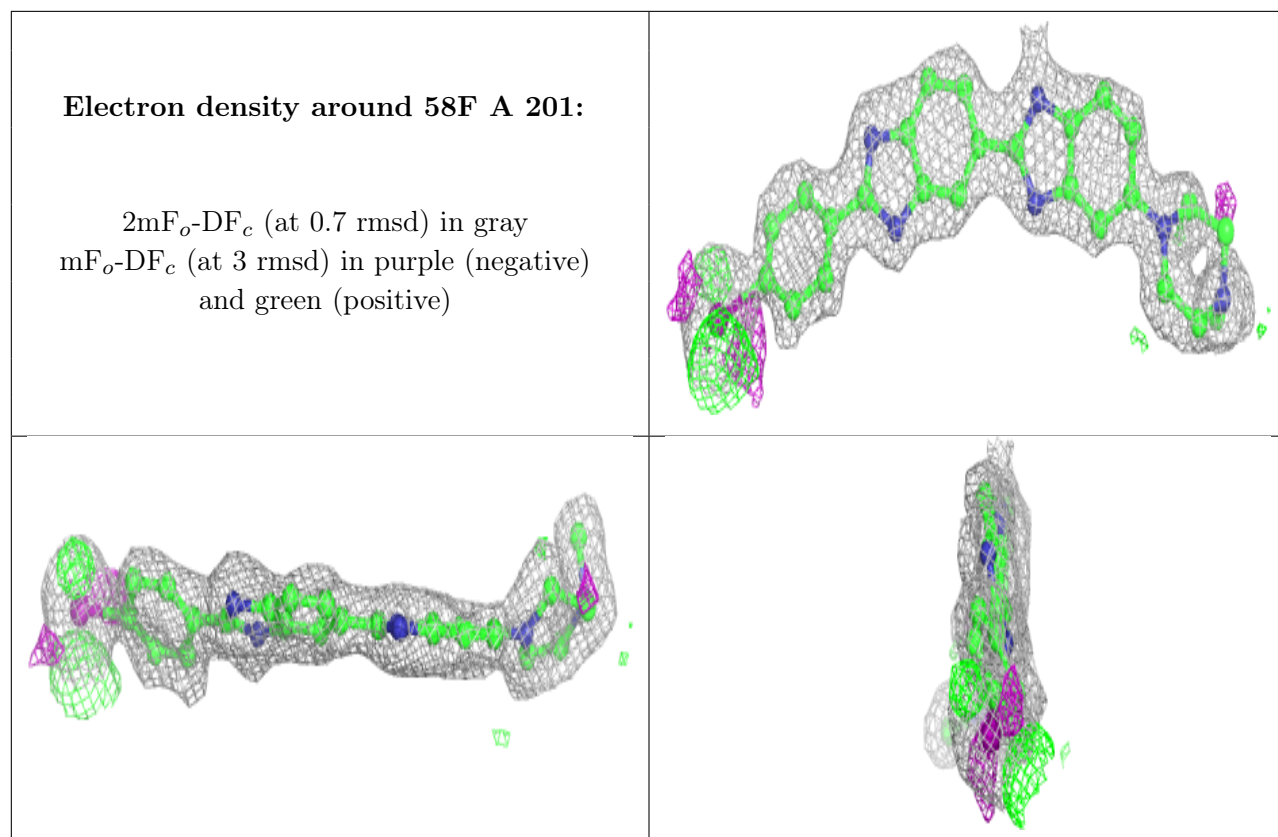 Electron density around 58F A 201:
2mFo-DFc (at 0.7 rmsd) in gray
mFo-DFc (at 3 rmsd) in purple (negative)
and green (positive)